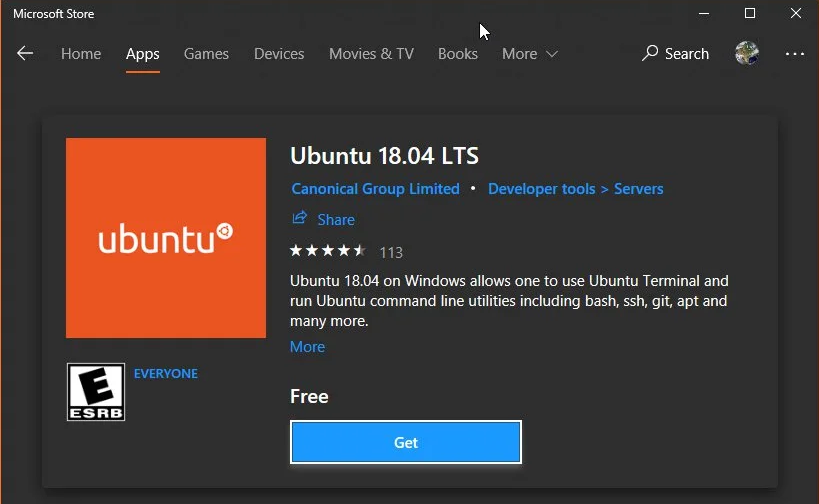 Microsoft Store
Home Apps Games Devices Movies & TV Books More Search
ubuntu
Ubuntu 18.04 LTS
Canonical Group Limited • Developer tools > Servers
Share
113
Ubuntu 18.04 on Windows allows one to use Ubuntu Terminal and
run Ubuntu command line utilities including bash, ssh, git, apt and
many more.
More
E
ESRB
EVERYONE
Free
Get